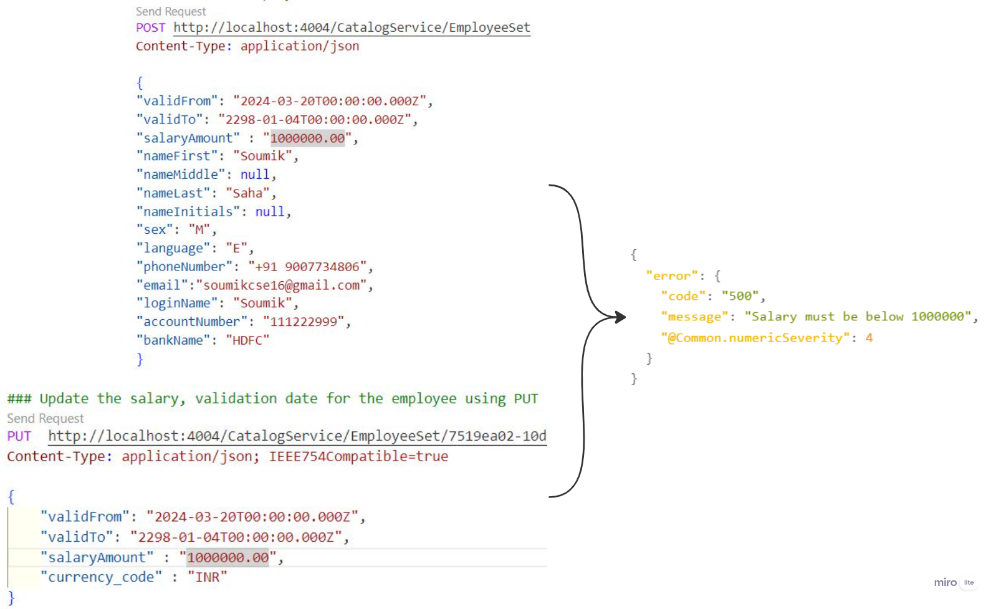 Send Request
POST http://localhost:4004/CatalogService/EmployeeSet
Content-Type: application/json
{
"validFrom": "2024-03-20T00:00:00.000Z",
"validTo": "2298-01-04T00:00:00.000Z",
"salaryAmount" : "1000000.00",
"nameFirst": "Soumik",
"nameMiddle": null,
"nameLast": "Saha",
"nameInitials": null,
"sex": "M",
"language": "E",
"phoneNumber": "+91 9007734806",
"email":"soumikcse16@gmail.com",
"loginName": "Soumik",
"accountNumber": "111222999",
"bankName": "HDFC"
}
### Update the salary, validation date for the employee using PUT
Send Request
PUT http://localhost:4004/CatalogService/EmployeeSet/7519ea02-10d
Content-Type: application/json; IEEE754Compatible=true
{
"validFrom": "2024-03-20T00:00:00.000Z",
"validTo": "2298-01-04T00:00:00.000Z",
"salaryAmount" : "1000000.00",
"currency_code" : "INR"
}
{
"error": {
"code": "500",
"message": "Salary must be below 1000000",
"@Common.numericSeverity": 4
}
}
miro lite